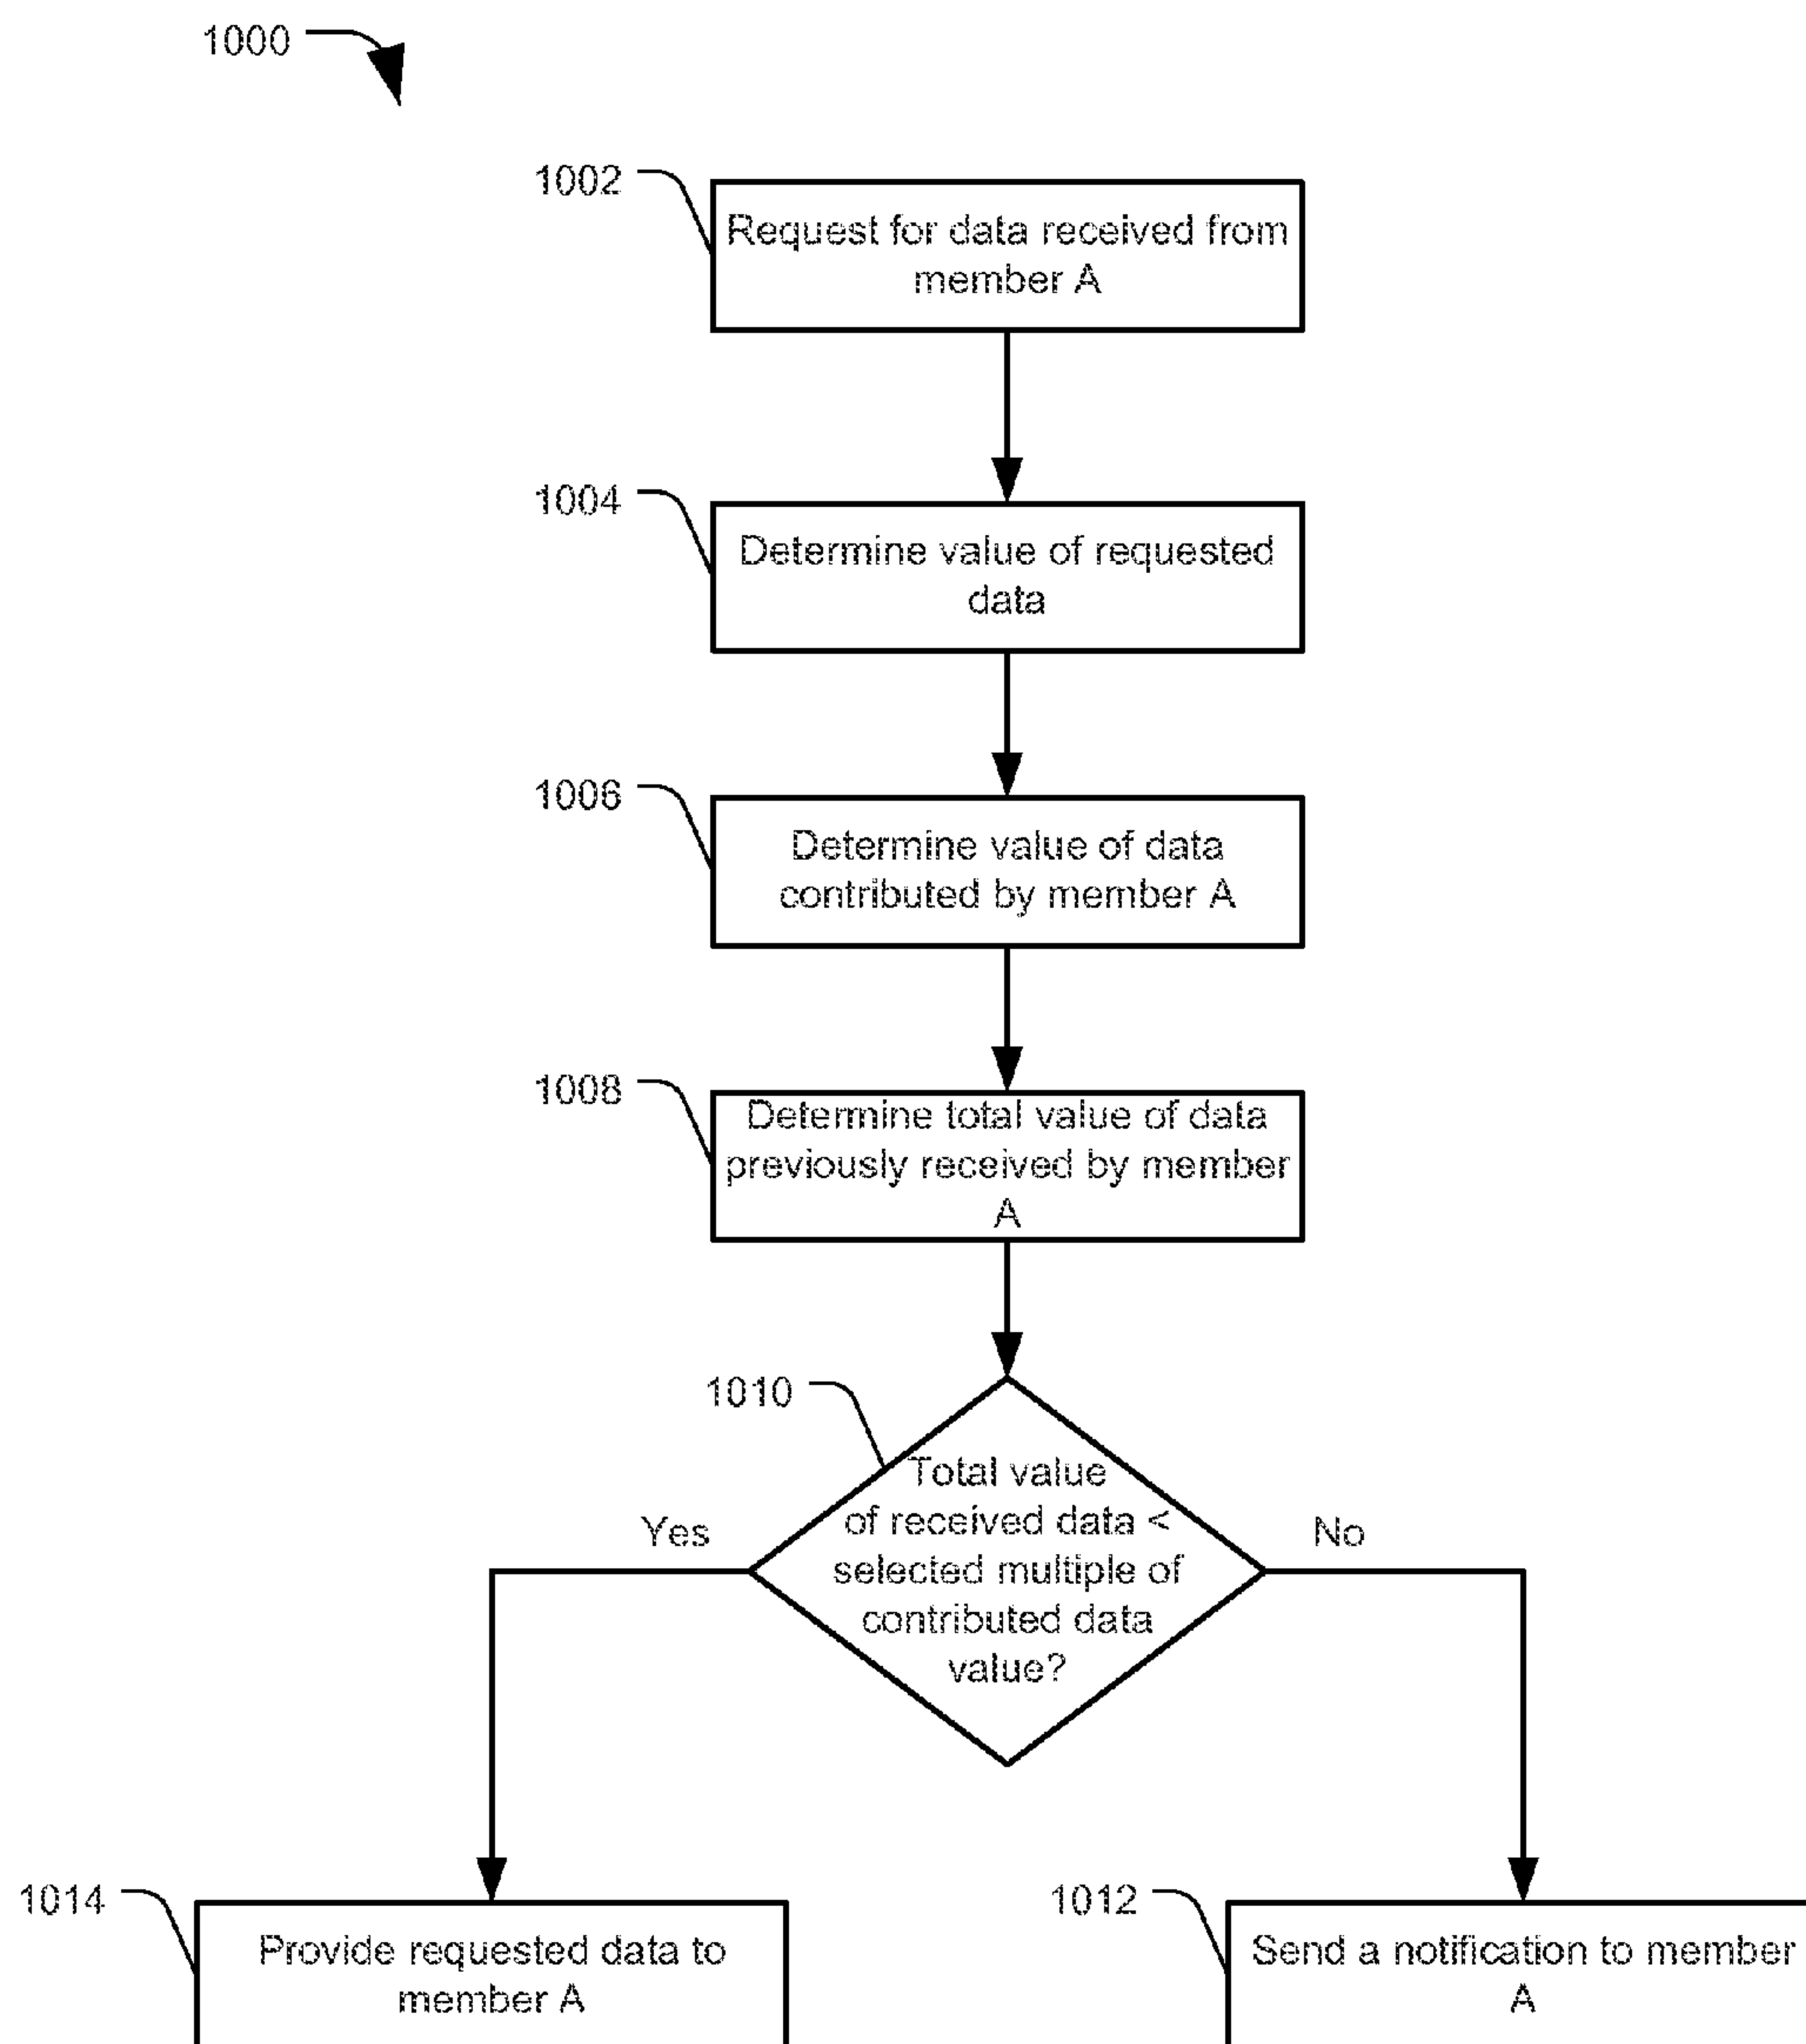 1000
1002
Request for data received from
member A
1004
Determine value of requested
data
1006
Determine value of data
contributed by member A
1008
Determine total value of data
previously received by member
A
1010
Total value
of received data <
selected multiple of
contributed data
value?
Yes
No
1014
Provide requested data to
member A
1012
Send a notification to member
A